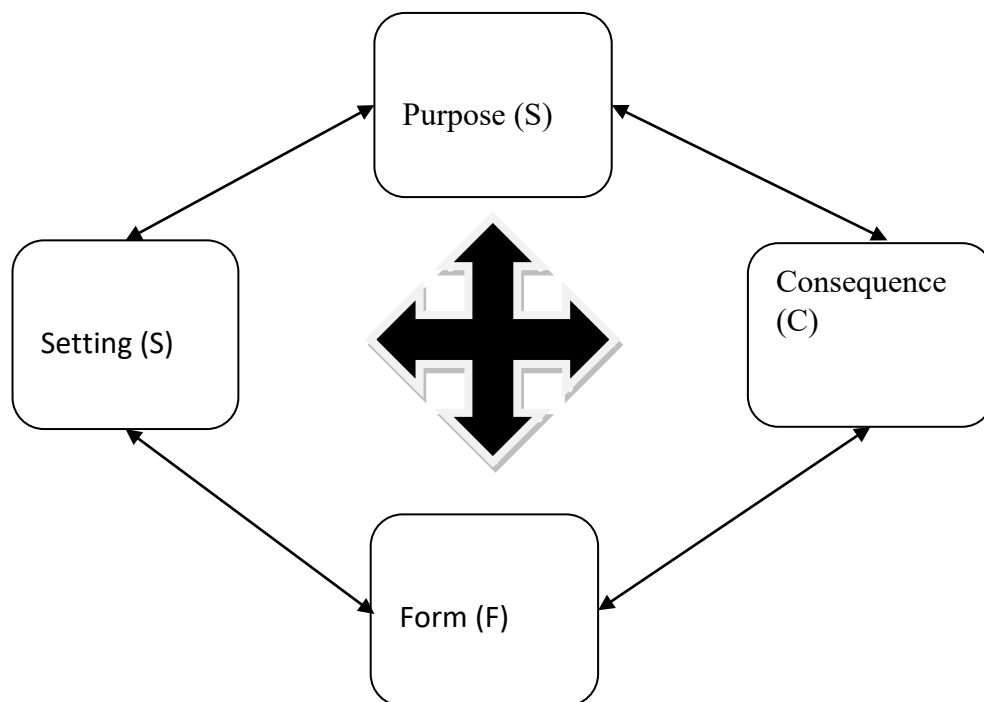 Purpose (S)
Setting (S)
Consequence
(C)
Form (F)